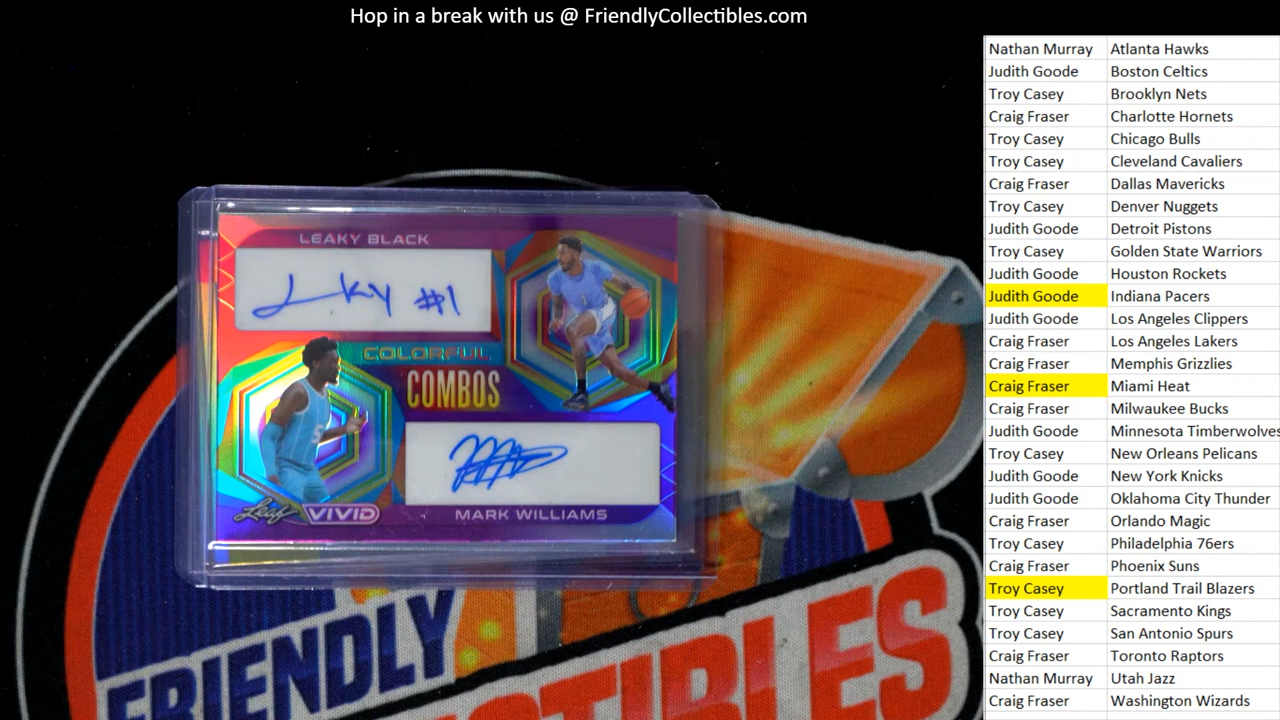 Hop in a break with us @ FriendlyCollectibles.com
LEAKY BLACK
LKY #1
COLORFUL
COMBOS
Leaf VIVID
MARK WILLIAMS
FRIENDLY
Nathan Murray Atlanta Hawks
Judith Goode Boston Celtics
Troy Casey Brooklyn Nets
Craig Fraser Charlotte Hornets
Troy Casey Chicago Bulls
Troy Casey Cleveland Cavaliers
Craig Fraser Dallas Mavericks
Troy Casey Denver Nuggets
Judith Goode Detroit Pistons
Troy Casey Golden State Warriors
Judith Goode Houston Rockets
Judith Goode Indiana Pacers
Judith Goode Los Angeles Clippers
Craig Fraser Los Angeles Lakers
Craig Fraser Memphis Grizzlies
Craig Fraser Miami Heat
Craig Fraser Milwaukee Bucks
Judith Goode Minnesota Timberwolves
Troy Casey New Orleans Pelicans
Judith Goode New York Knicks
Judith Goode Oklahoma City Thunder
Craig Fraser Orlando Magic
Troy Casey Philadelphia 76ers
Craig Fraser Phoenix Suns
Troy Casey Portland Trail Blazers
Troy Casey Sacramento Kings
Troy Casey San Antonio Spurs
Craig Fraser Toronto Raptors
Nathan Murray Utah Jazz
Craig Fraser Washington Wizards